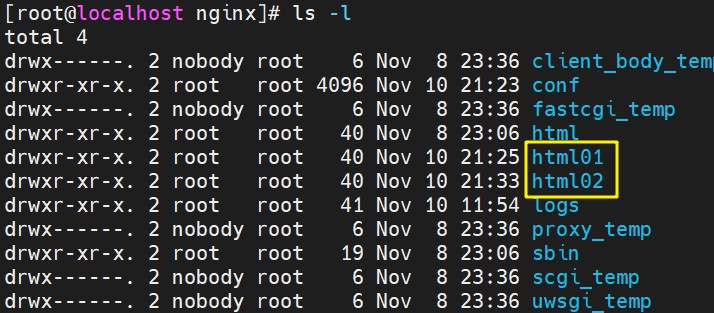 [root@localhost nginx]# ls -l
total 4
drwx------. 2 nobody root    6 Nov  8 23:36 client_body_temp
drwxr-xr-x. 2 root   root 4096 Nov 10 21:23 conf
drwx------. 2 nobody root    6 Nov  8 23:36 fastcgi_temp
drwxr-xr-x. 2 root   root   40 Nov  8 23:06 html
drwxr-xr-x. 2 root   root   40 Nov 10 21:25 html01
drwxr-xr-x. 2 root   root   40 Nov 10 21:33 html02
drwxr-xr-x. 2 root   root   41 Nov 10 11:54 logs
drwx------. 2 nobody root    6 Nov  8 23:36 proxy_temp
drwxr-xr-x. 2 root   root   19 Nov  8 23:06 sbin
drwx------. 2 nobody root    6 Nov  8 23:36 scgi_temp
drwx------. 2 nobody root    6 Nov  8 23:36 uwsgi_temp